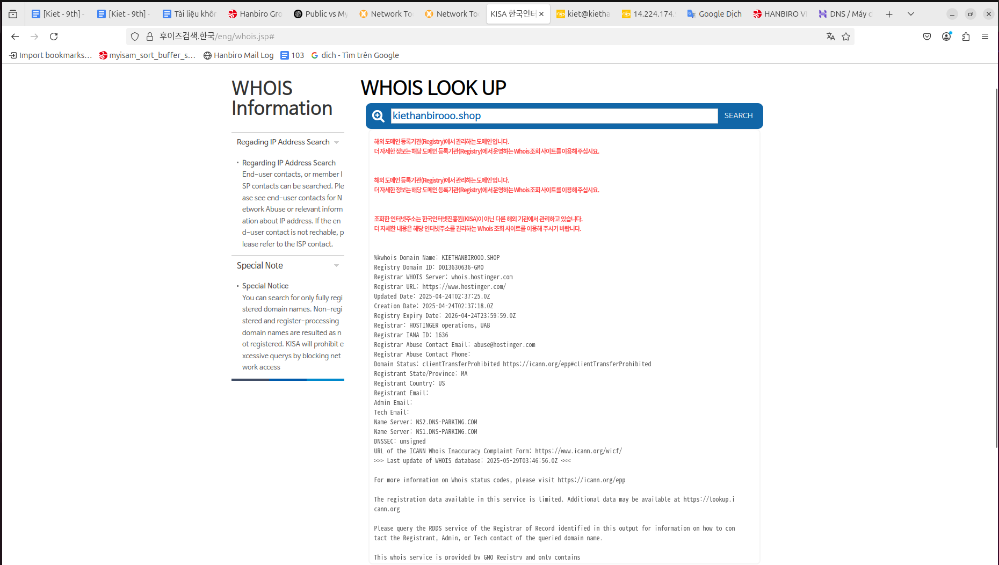 [Kiet - 9th] -
[Kiet - 9th] -
Tài liệu khôn
Hanbiro Gro
Public vs My
Network Too
Network Too
KISA 한국인터
kiet@kietha
14.224.174.
Google Dịch
HANBIRO VI
DNS / Máy c
후이즈검색.한국/eng/whois.jsp#
Import bookmarks...
myisam_sort_buffer_s...
Hanbiro Mail Log
103
dich - Tìm trên Google
WHOIS
Information
Regading IP Address Search
Regarding IP Address Search
End-user contacts, or member I
SP contacts can be searched. Ple
ase see end-user contacts for N
etwork Abuse or relevant inform
ation about IP address. If the en
d-user contact is not rechable, p
lease refer to the ISP contact.
Special Note
Special Notice
You can search for only fully regi
stered domain names. Non-regi
stered and register-processing
domain names are resulted as n
ot registered. KISA will prohibit e
xcessive querys by blocking net
work access
WHOIS LOOK UP
kiethanbirooo.shop
SEARCH
해외 도메인 등록기관(Registry)에서 관리하는 도메인 입니다.
더 자세한 정보는 해당 도메인 등록기관(Registry)에서 운영하는 Whois 조회 사이트를 이용해 주십시요.
해외 도메인 등록기관(Registry)에서 관리하는 도메인 입니다.
더 자세한 정보는 해당 도메인 등록기관(Registry)에서 운영하는 Whois 조회 사이트를 이용해 주십시요.
조회한 인터넷주소는 한국인터넷진흥원(KISA)이 아닌 다른 해외 기관에서 관리하고 있습니다.
더 자세한 내용은 해당 인터넷주소를 관리하는 Whois 조회 사이트를 이용해 주시기 바랍니다.
%kwhois Domain Name: KIETHANBIROOO.SHOP
Registry Domain ID: DO13630636-GMO
Registrar WHOIS Server: whois.hostinger.com
Registrar URL: https://www.hostinger.com/
Updated Date: 2025-04-24T02:37:25.0Z
Creation Date: 2025-04-24T02:37:18.0Z
Registry Expiry Date: 2026-04-24T23:59:59.0Z
Registrar: HOSTINGER operations, UAB
Registrar IANA ID: 1636
Registrar Abuse Contact Email: abuse@hostinger.com
Registrar Abuse Contact Phone:
Domain Status: clientTransferProhibited https://icann.org/epp#clientTransferProhibited
Registrant State/Province: MA
Registrant Country: US
Registrant Email:
Admin Email:
Tech Email:
Name Server: NS2.DNS-PARKING.COM
Name Server: NS1.DNS-PARKING.COM
DNSSEC: unsigned
URL of the ICANN Whois Inaccuracy Complaint Form: https://www.icann.org/wicf/
>>> Last update of WHOIS database: 2025-05-29T03:46:56.0Z <<<
For more information on Whois status codes, please visit https://icann.org/epp
The registration data available in this service is limited. Additional data may be available at https://lookup.i
cann.org
Please query the RDDS service of the Registrar of Record identified in this output for information on how to con
tact the Registrant, Admin, or Tech contact of the queried domain name.
This whois service is provided by GMO Registry and only contains